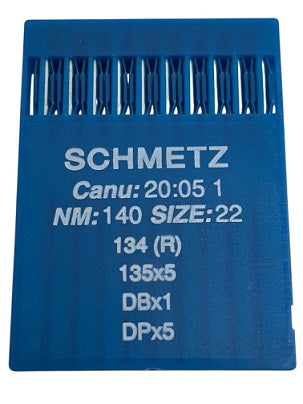 SCHMETZ
Canu: 20:05 1
NM: 140 SIZE: 22
134 (R)
135x5
DBx1
DPx5